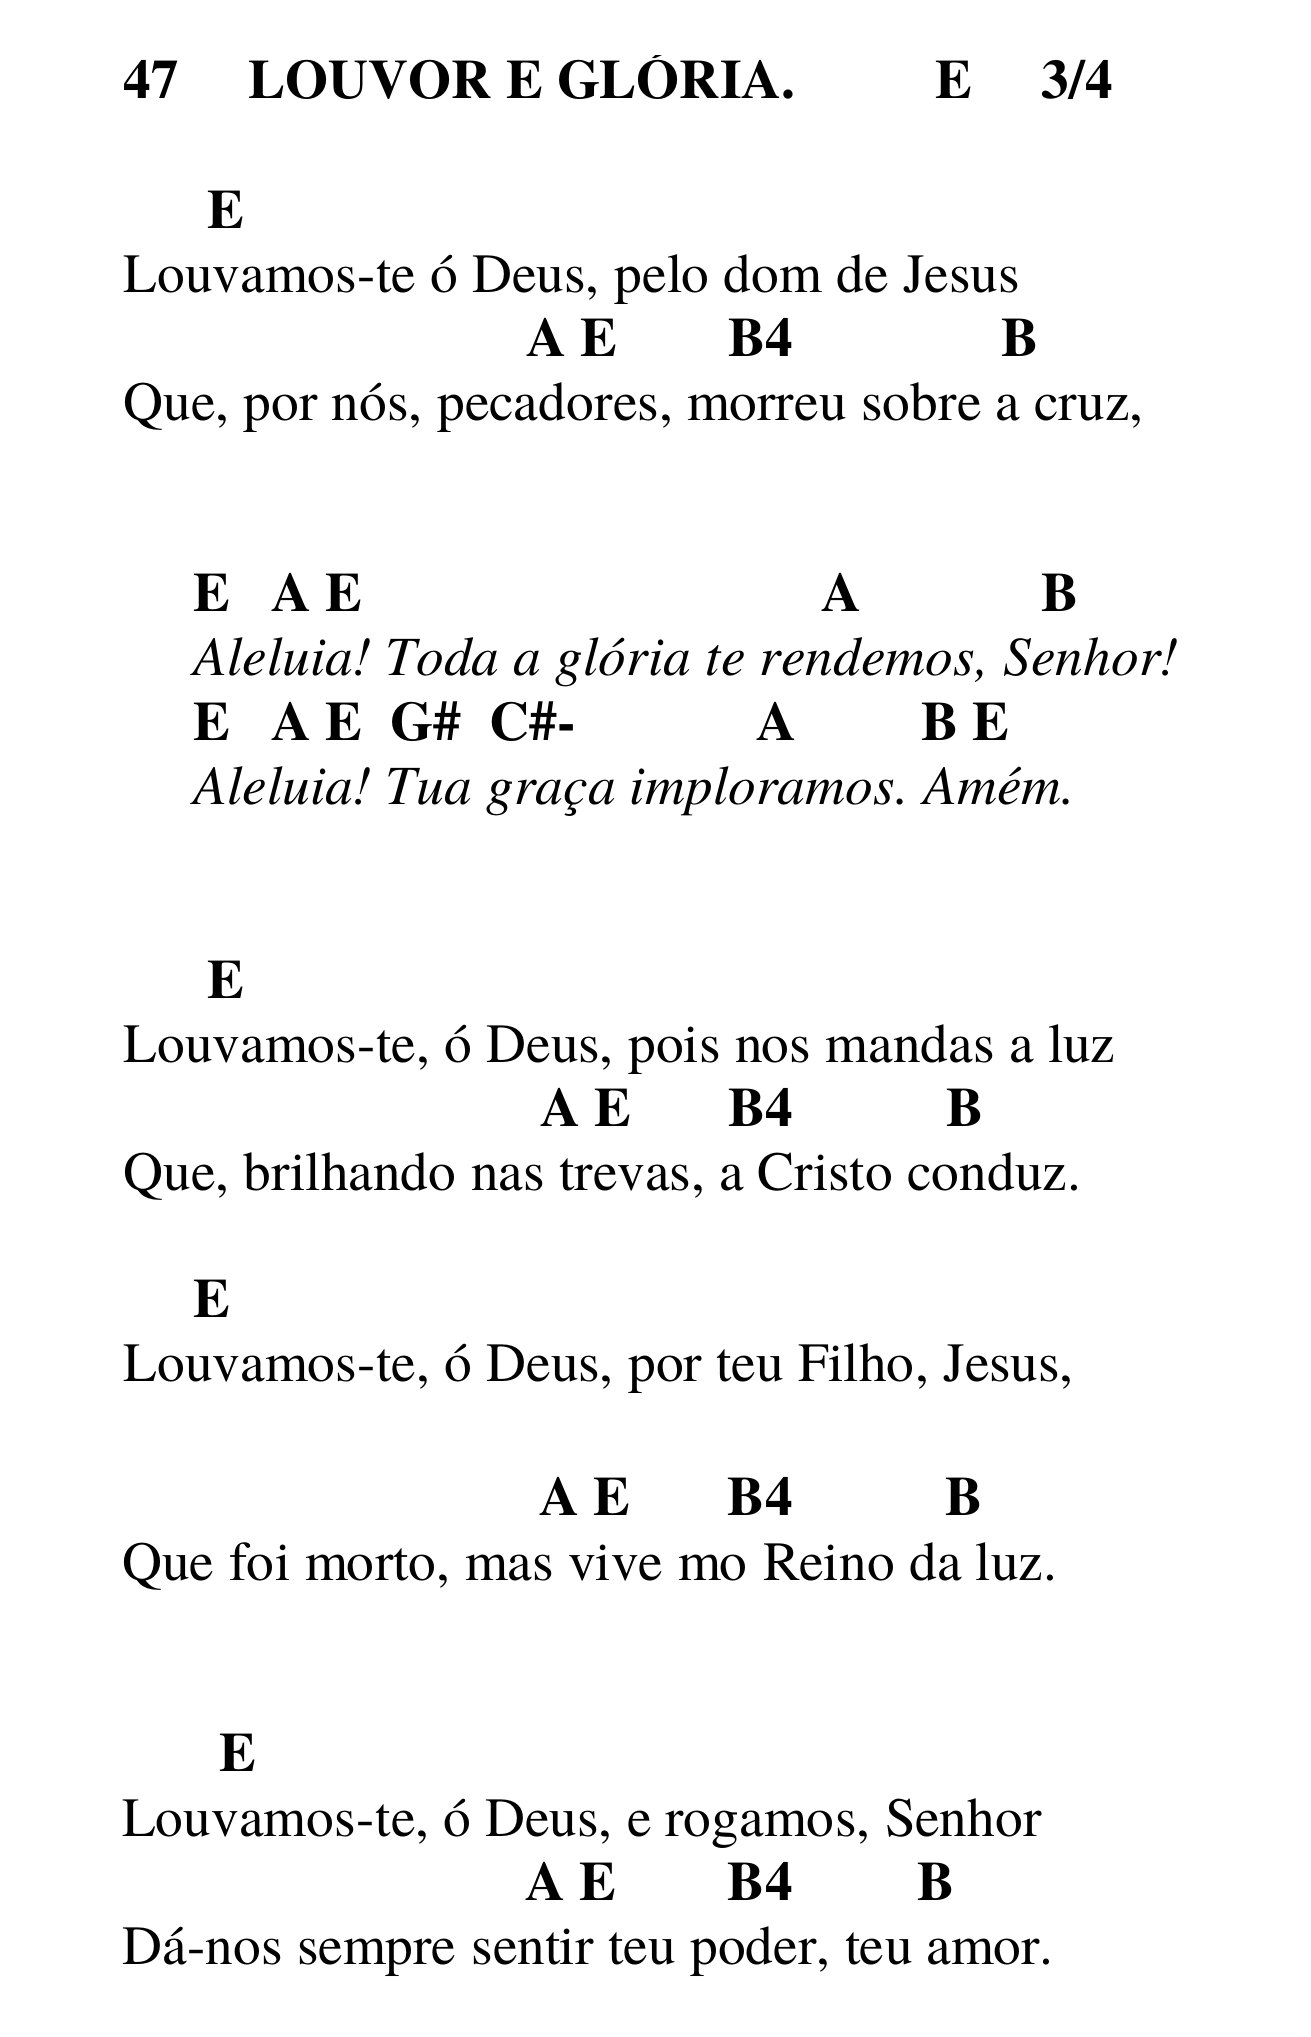 47 LOUVOR E GLÓRIA. E 3/4
E
Louvamos-te ó Deus, pelo dom de Jesus
A E B4 B
Que, por nós, pecadores, morreu sobre a cruz,
E A E A B
Aleluia! Toda a glória te rendemos, Senhor!
E A E G# C#- A B E
Aleluia! Tua graça imploramos. Amém.
E
Louvamos-te, ó Deus, pois nos mandas a luz
A E B4 B
Que, brilhando nas trevas, a Cristo conduz.
E
Louvamos-te, ó Deus, por teu Filho, Jesus,
A E B4 B
Que foi morto, mas vive mo Reino da luz.
E
Louvamos-te, ó Deus, e rogamos, Senhor
A E B4 B
Dá-nos sempre sentir teu poder, teu amor.